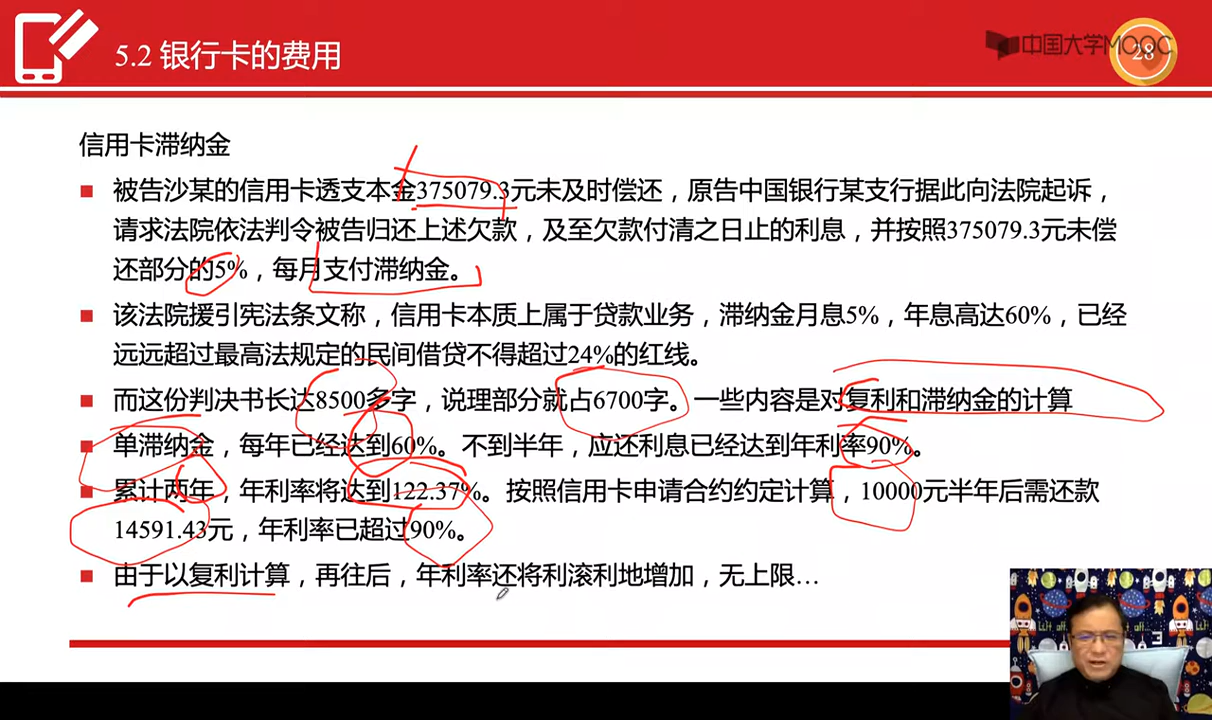 5.2 银行卡的费用
中国大学MOOC
28
信用卡滞纳金
被告沙某的信用卡透支本金375079.3元未及时偿还，原告中国银行某支行据此向法院起诉，
请求法院依法判令被告归还上述欠款，及至欠款付清之日止的利息，并按照375079.3元未偿
还部分的5%，每月支付滞纳金。
该法院援引宪法条文称，信用卡本质上属于贷款业务，滞纳金月息5%，年息高达60%，已经
远远超过最高法规定的民间借贷不得超过24%的红线。
而这份判决书长达8500多字，说理部分就占6700字。一些内容是对复利和滞纳金的计算
单滞纳金，每年已经达到60%。不到半年，应还利息已经达到年利率90%。
累计两年，年利率将达到122.37%。按照信用卡申请合约约定计算，10000元半年后需还款
14591.43元，年利率已超过90%。
由于以复利计算，再往后，年利率还将利滚利地增加，无上限…